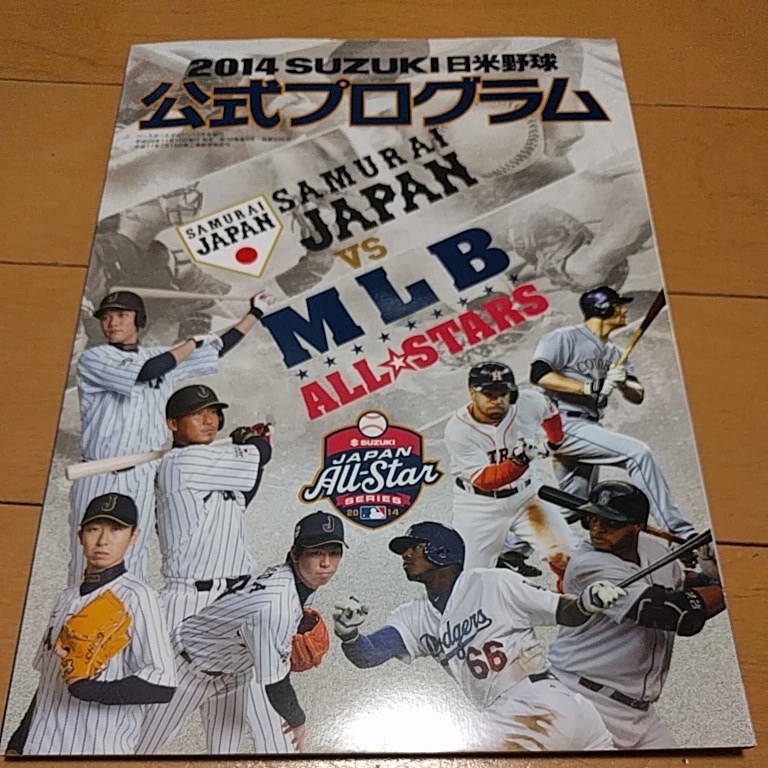 2014 SUZUKI 日米野球
公式プログラム
SAMURAI
JAPAN
SAMURAI
JAPAN
VS
MLB
ALL★STARS
SUZUKI
JAPAN
All-Star
SERIES
2014
J
J
J
J
H
Dodgers
66